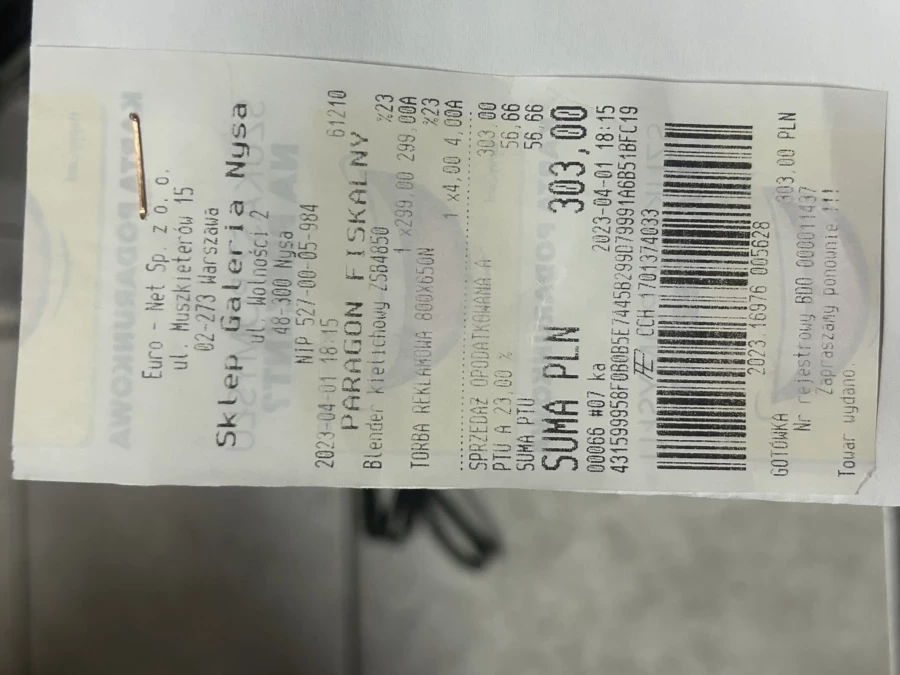 Euro - Net Sp. z o.o.
ul. Muszkieterów 15
02-273 Warszawa
Sklep Galeria Nysa
ul. Wolności 2
48-300 Nysa
NIP 527-00-05-984
2023-04-01 18:15 61210
PARAGON FISKALNY
Blender kielichowy ZSB4850 %23
1 x299,00 299,00A
TORBA REKLAMOWA 800X650N %23
1 x4,00 4,00A
SPRZEDAŻ OPODATKOWANA A 303,00
PTU A 23,00 % 56,66
SUMA PTU 56,66
SUMA PLN 303,00
00066 #07 ka 2023-04-01 18:15
4315999958F0B0B5E7445B299D79991A6B51BFC19
CCH 1701374033
2023 16976 005628
GOTÓWKA 303,00 PLN
Nr rejestrowy BDO 000011437
Zapraszamy ponownie !!!
Towar wydano.